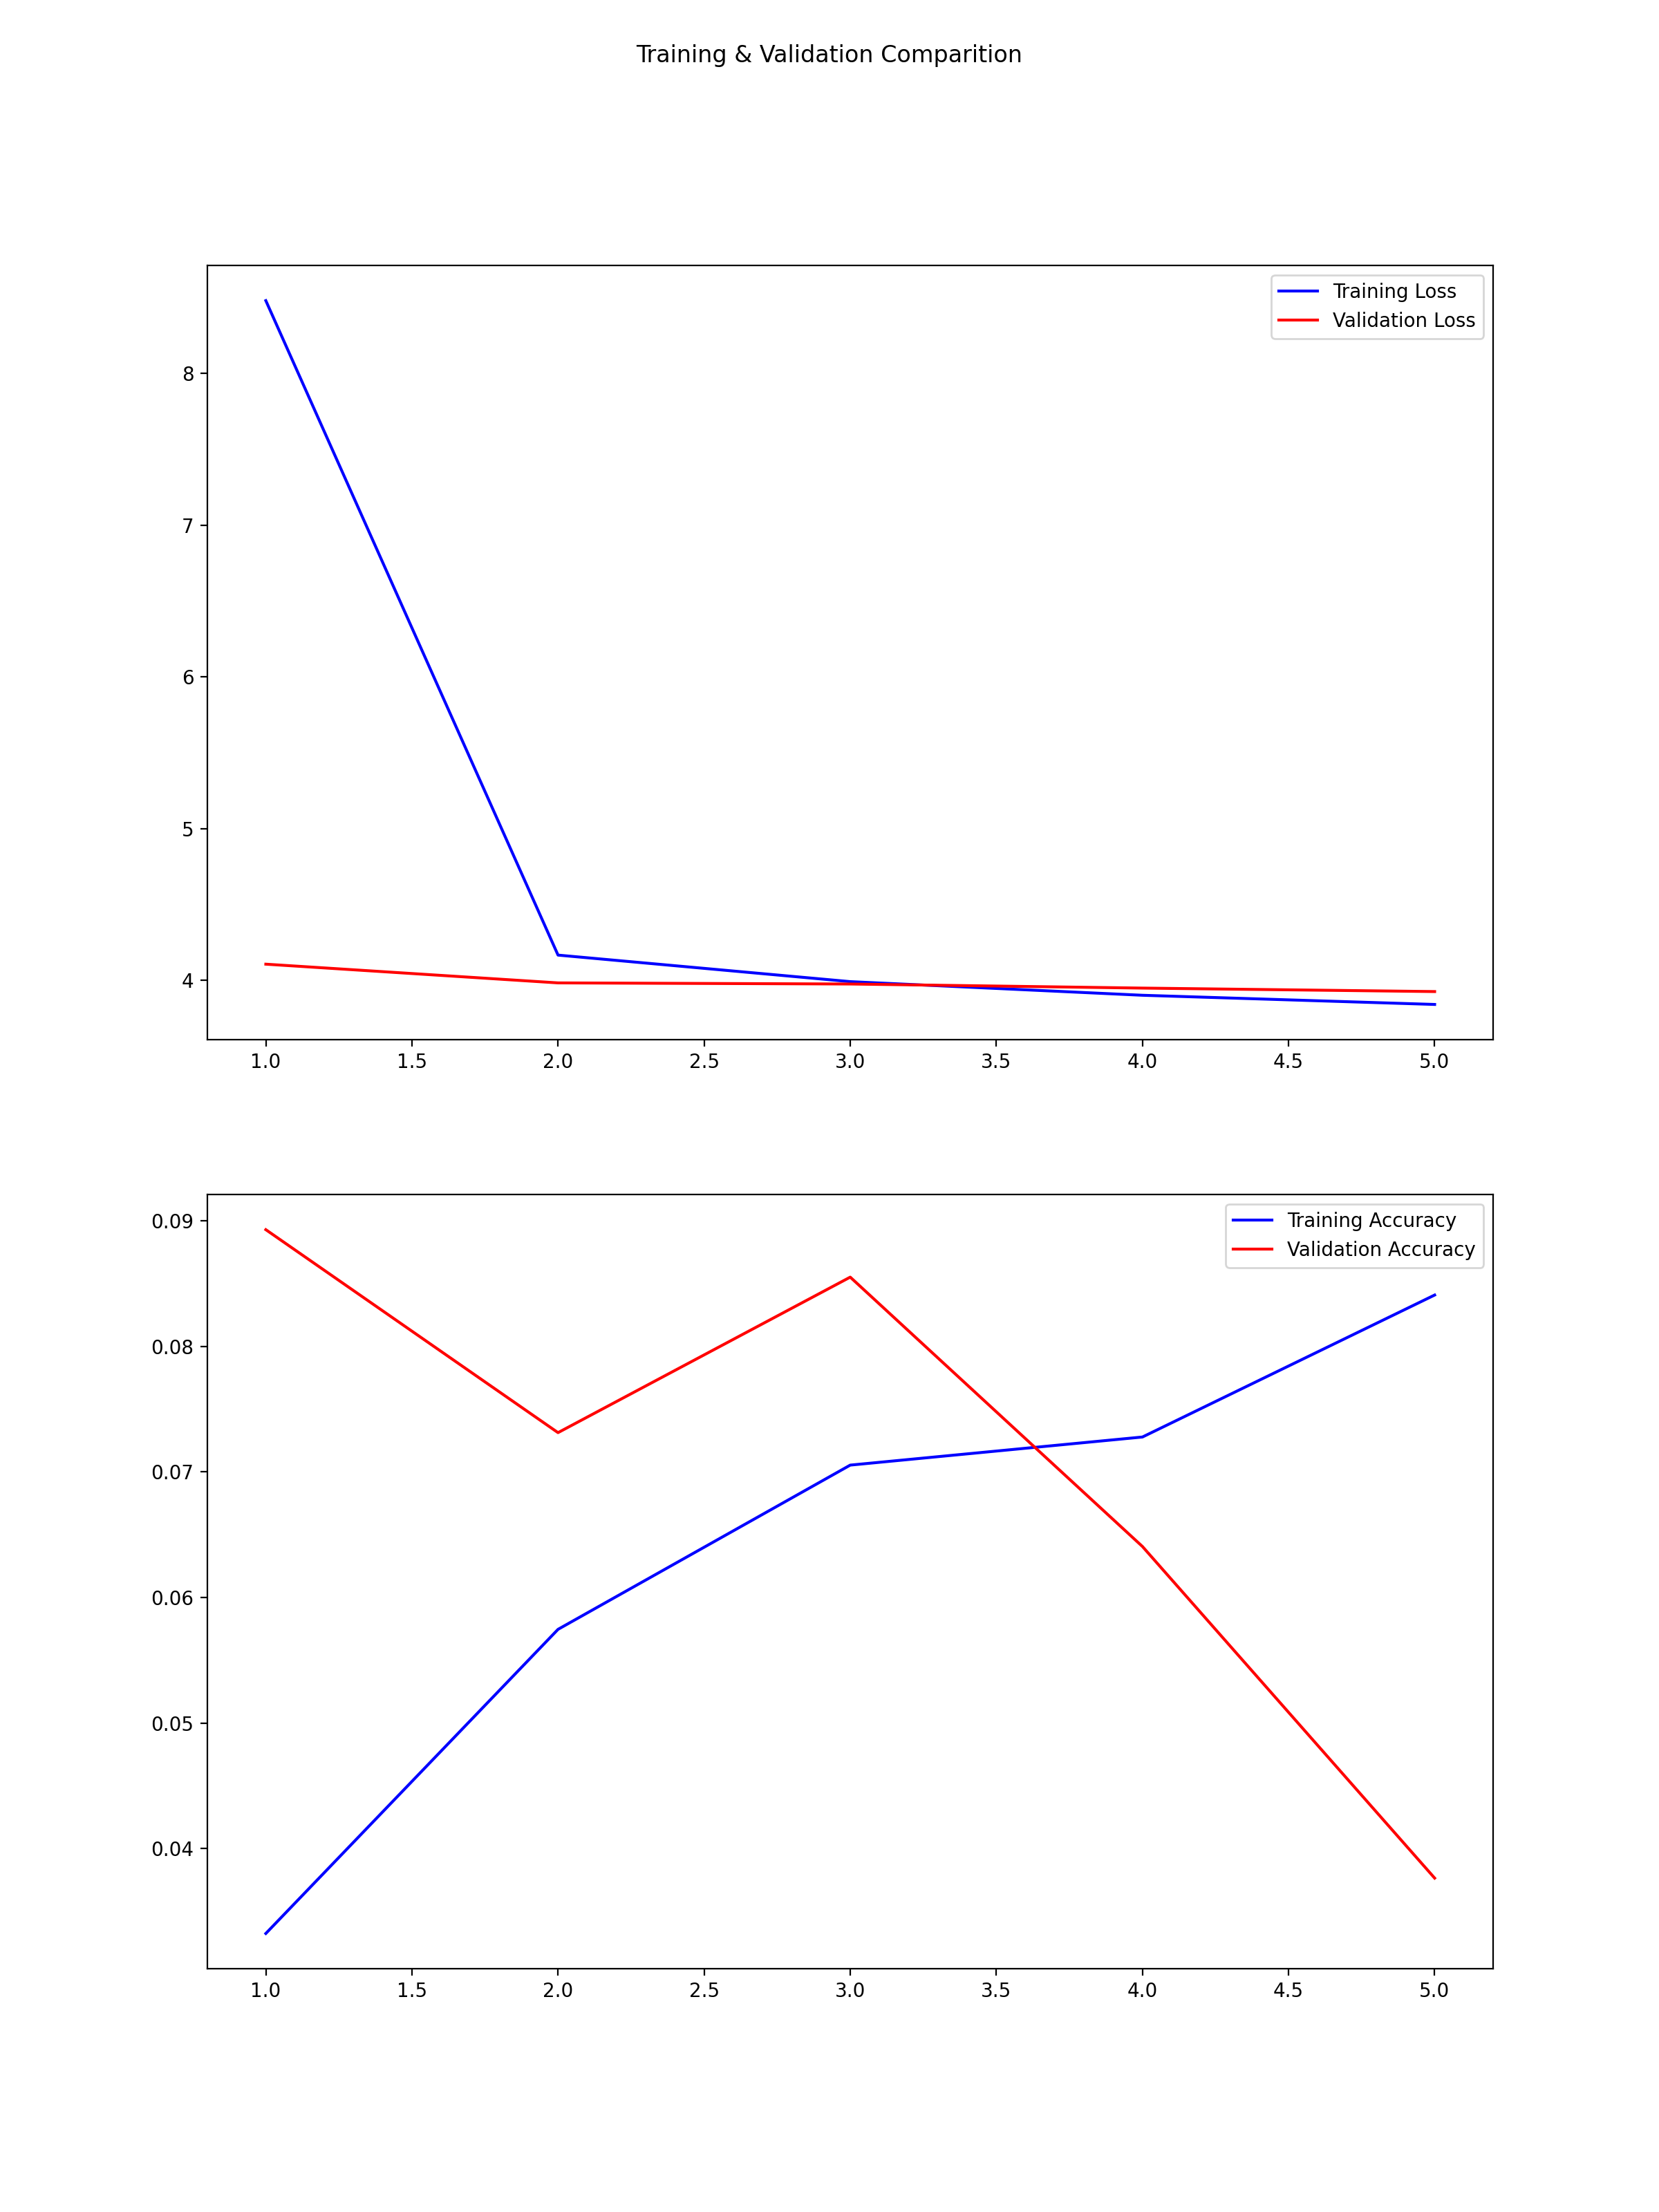 Training & Validation Comparition
Training Loss
Validation Loss
8
7
6
5
4
1.0 1.5 2.0 2.5 3.0 3.5 4.0 4.5 5.0
Training Accuracy
Validation Accuracy
0.09
0.08
0.07
0.06
0.05
0.04
1.0 1.5 2.0 2.5 3.0 3.5 4.0 4.5 5.0